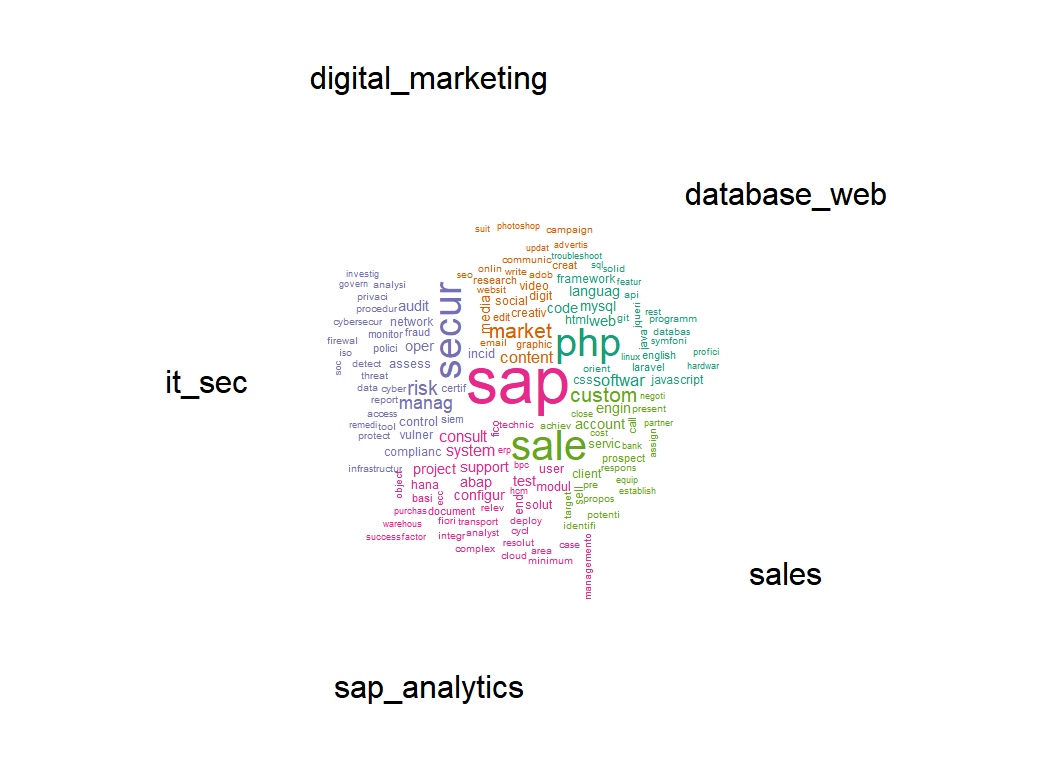 digital_marketing
database_web
suit photoshop campaign
updat advertis
communic troubleshoot
investig seo onlin write adob creat sql solid
govern analysi research framework featur
privaci websit video languag api
procedur audit secur media social digit code mysql jqueri rest
cybersecur network edit creativ html web git programm
monitor fraud market php java databas
firewal email graphic symfoni
iso polici oper incid content linux english profici
soc detect assess orient laravel hardwar
it_sec
threat sap css softwar javascript
data cyber risk certif custom negoti
report manag engin present
access close call partner
remedi tool control siem fico technic achiev account assign
protect vulner consult sale cost servic bank
complianc system erp prospect
infrastructur project support bpc user client respons
object hana abap test modul sell pre equip
basi ecc configur hcm propos establish
purchas document relev end solut target potenti
warehous fiori transport deploy identifi
successfactor integr analyst cycl
complex resolut area case managemento
cloud minimum
sales
sap_analytics